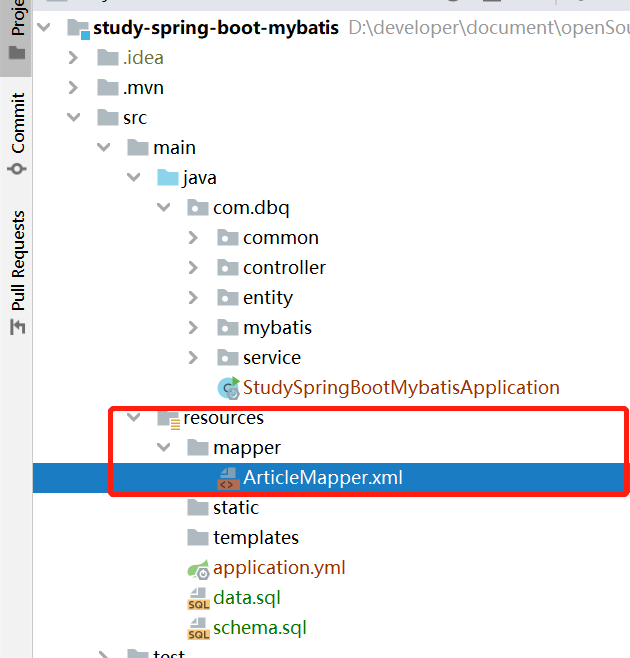 study-spring-boot-mybatis D:\developer\document\openSou
.idea
.mvn
src
main
java
com.dbq
common
controller
entity
mybatis
service
StudySpringBootMybatisApplication
resources
mapper
ArticleMapper.xml
static
templates
application.yml
data.sql
schema.sql
test
Proje
Commit
Pull Requests